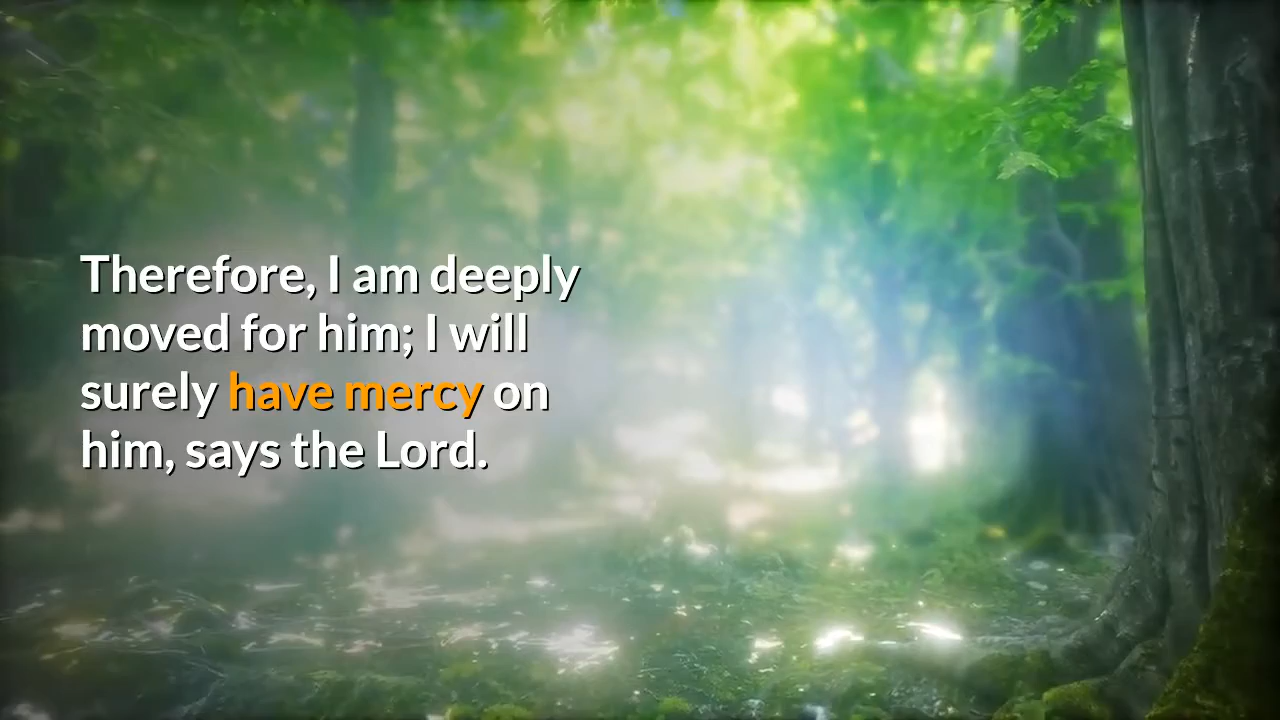 Therefore, I am deeply
moved for him; I will
surely have mercy on
him, says the Lord.